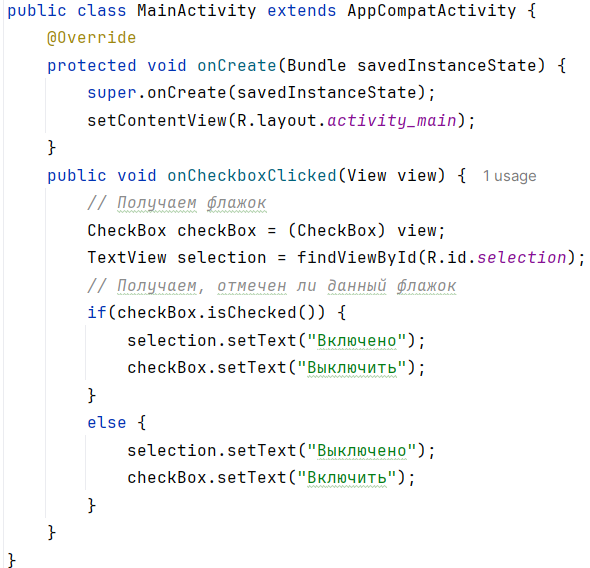 public class MainActivity extends AppCompatActivity {
    @Override
    protected void onCreate(Bundle savedInstanceState) {
        super.onCreate(savedInstanceState);
        setContentView(R.layout.activity_main);
    }
    public void onCheckboxClicked(View view) {  1 usage
        // Получаем флажок
        CheckBox checkBox = (CheckBox) view;
        TextView selection = findViewById(R.id.selection);
        // Получаем, отмечен ли данный флажок
        if(checkBox.isChecked()) {
            selection.setText("Включено");
            checkBox.setText("Выключить");
        }
        else {
            selection.setText("Выключено");
            checkBox.setText("Включить");
        }
    }
}